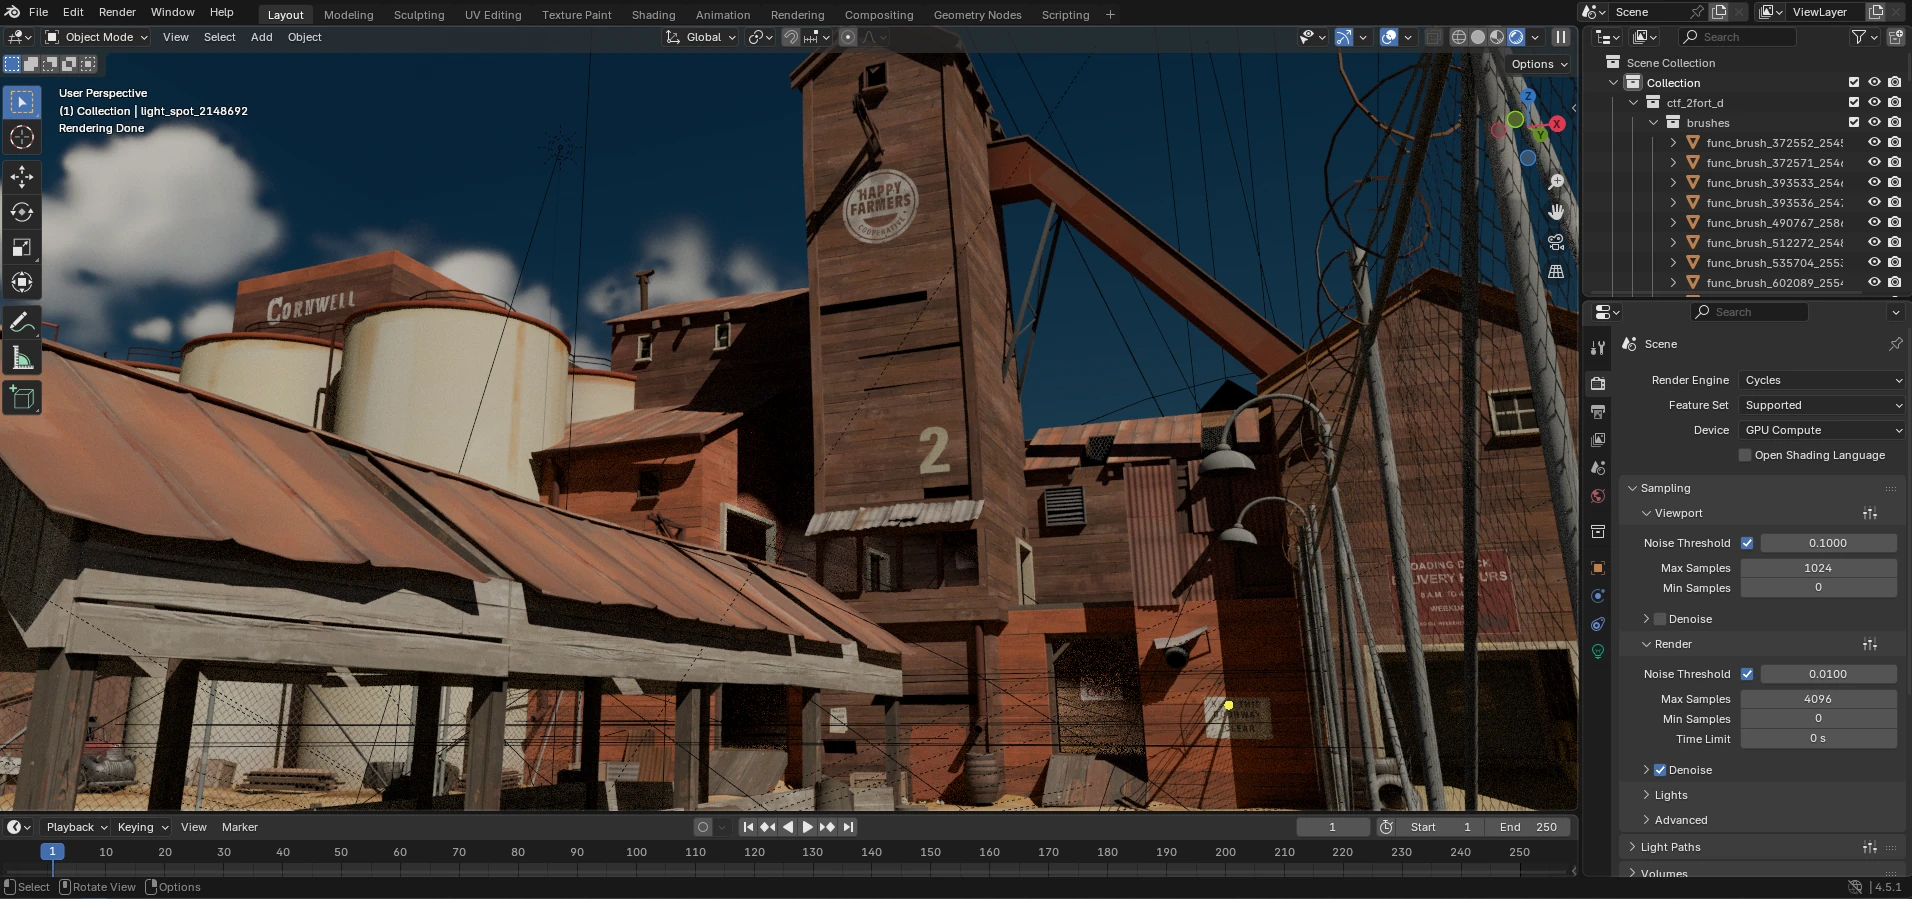 File Edit Render Window Help
Layout Modeling Sculpting UV Editing Texture Paint Shading Animation Rendering Compositing Geometry Nodes Scripting +
Scene
ViewLayer
Object Mode View Select Add Object
Global
Options
Search
User Perspective
(1) Collection | light_spot_2148692
Rendering Done
Z
X
Y
HAPPY
FARMERS
COOPERATIVE
CORNWELL
2
LOADING DOCK
DELIVERY HOURS
DOORWAY
CLEAR
Scene Collection
Collection
ctf_2fort_d
brushes
func_brush_372552_254
func_brush_372571_254
func_brush_393533_254
func_brush_393536_254
func_brush_490767_258
func_brush_512272_254
func_brush_535704_255
func_brush_602089_255
Search
Scene
Render Engine Cycles
Feature Set Supported
Device GPU Compute
Open Shading Language
Sampling
Viewport
Noise Threshold 0.1000
Max Samples 1024
Min Samples 0
Denoise
Render
Noise Threshold 0.0100
Max Samples 4096
Min Samples 0
Time Limit 0 s
Denoise
Lights
Advanced
Light Paths
Volumes
Playback Keying View Marker
1 Start 1 End 250
1 10 20 30 40 50 60 70 80 90 100 110 120 130 140 150 160 170 180 190 200 210 220 230 240 250
Select Rotate View Options
4.5.1